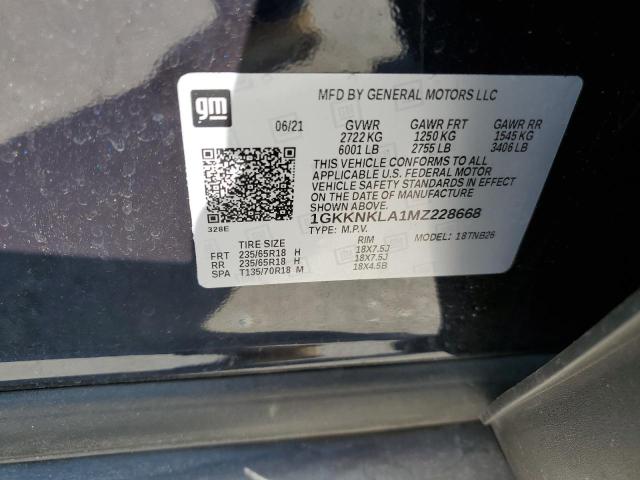 gm
MFD BY GENERAL MOTORS LLC
06/21 GVWR GAWR FRT GAWR RR
2722 KG 1250 KG 1545 KG
6001 LB 2755 LB 3406 LB
THIS VEHICLE CONFORMS TO ALL
APPLICABLE U.S. FEDERAL MOTOR
VEHICLE SAFETY STANDARDS IN EFFECT
ON THE DATE OF MANUFACTURE
SHOWN ABOVE.
328E
1GKKNKLA1MZ228668
TYPE: M.P.V. MODEL: 18TNB26
TIRE SIZE RIM
FRT 235/65R18 H 18X7.5J
RR 235/65R18 H 18X7.5J
SPA T135/70R18 M 18X4.5B